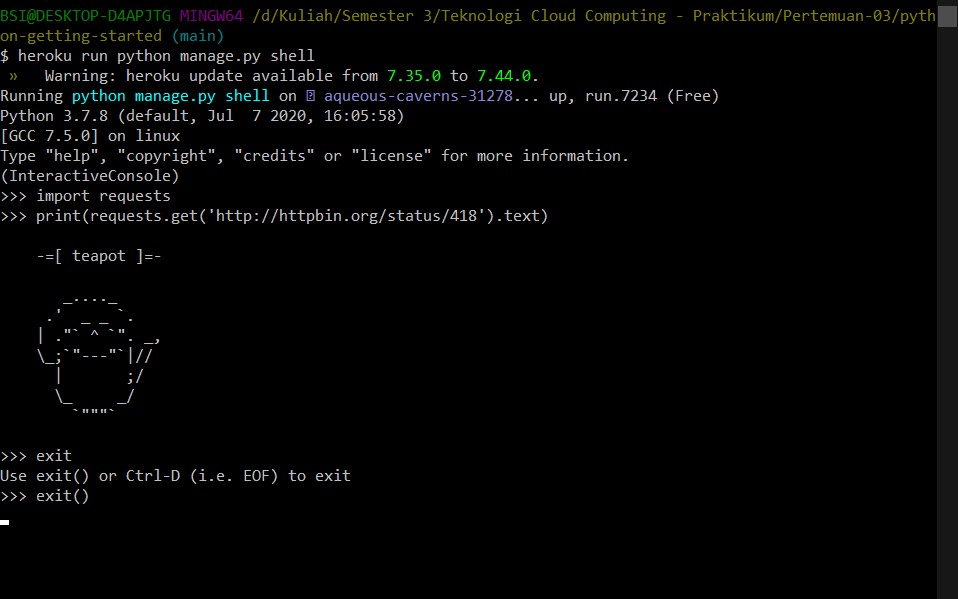 BSI@DESKTOP-D4APJTG MINGW64 /d/Kuliah/Semester 3/Teknologi Cloud Computing - Praktikum/Pertemuan-03/pyth
on-getting-started (main)
$ heroku run python manage.py shell
 »   Warning: heroku update available from 7.35.0 to 7.44.0.
Running python manage.py shell on ⍰ aqueous-caverns-31278... up, run.7234 (Free)
Python 3.7.8 (default, Jul  7 2020, 16:05:58)
[GCC 7.5.0] on linux
Type "help", "copyright", "credits" or "license" for more information.
(InteractiveConsole)
>>> import requests
>>> print(requests.get('http://httpbin.org/status/418').text)

    -=[ teapot ]=-

       _...._
     .'  _ _ `.
    | ."` ^ `". _,
    \_;`"---"`|//
      |       ;/
      \_     _/
        `"""`

>>> exit
Use exit() or Ctrl-D (i.e. EOF) to exit
>>> exit()